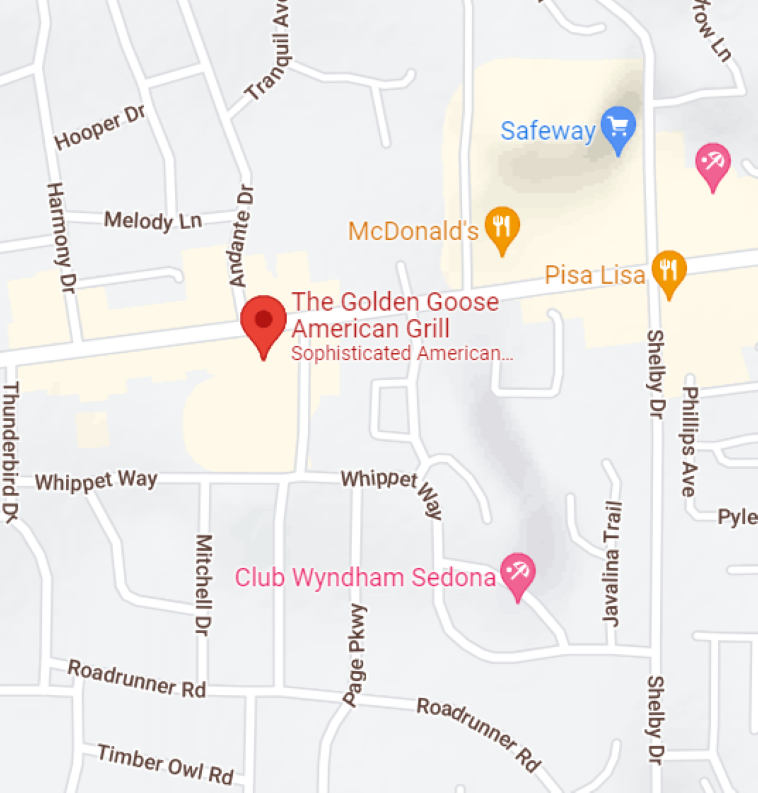 Tranquil Ave
row Ln
Hooper Dr
Safeway
Harmony Dr
Melody Ln
Andante Dr
McDonald's
Pisa Lisa
The Golden Goose
American Grill
Sophisticated American...
Shelby Dr
Thunderbird Dr
Phillips Ave
Whippet Way
Whippet Way
Pyle
Mitchell Dr
Javalina Trail
Club Wyndham Sedona
Page Pkwy
Roadrunner Rd
Shelby Dr
Roadrunner Rd
Timber Owl Rd